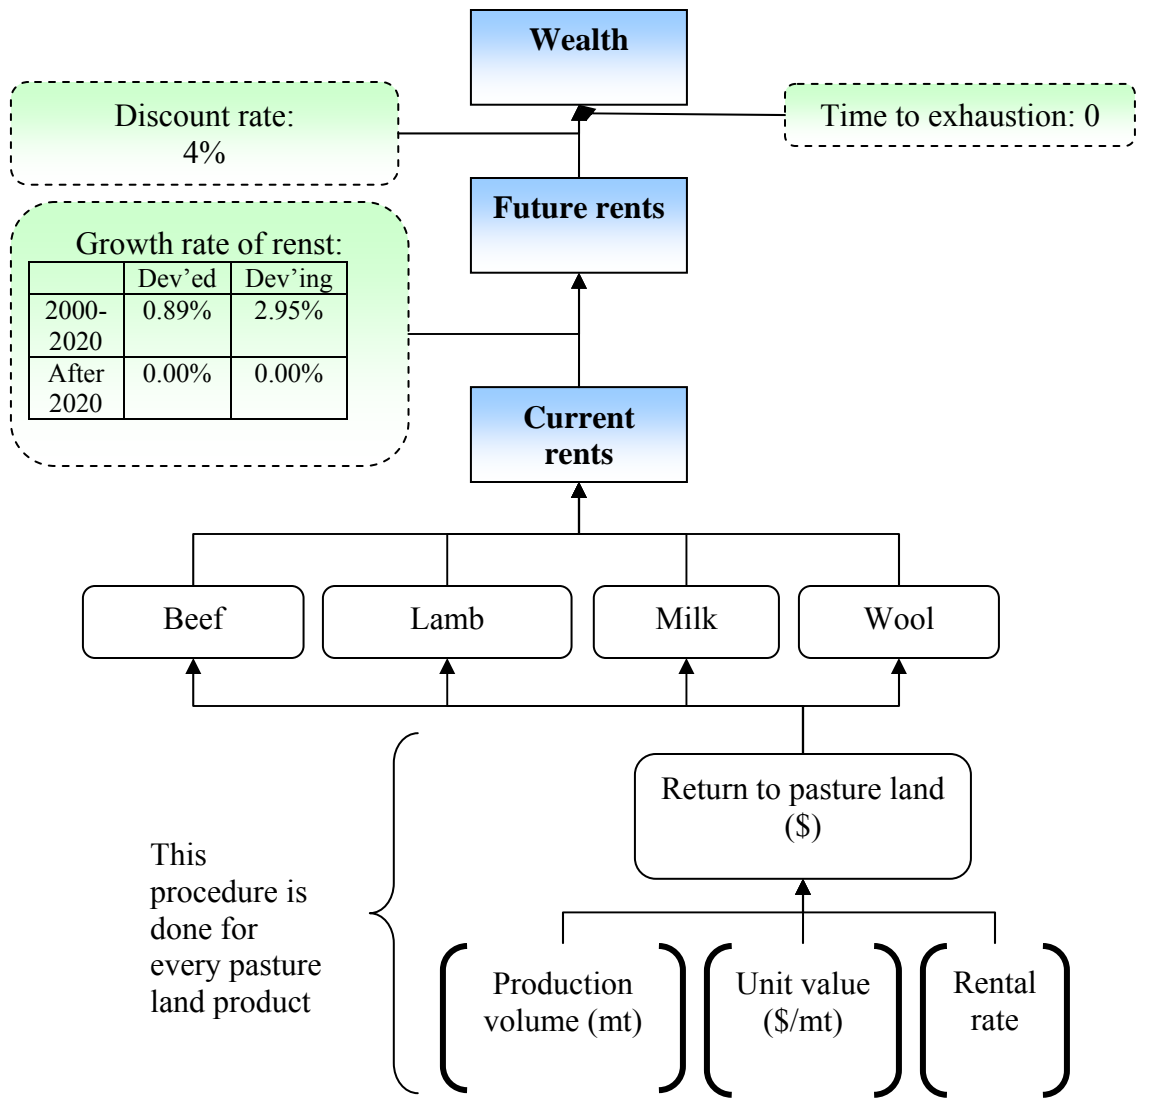 Wealth
Discount rate:
4%
Time to exhaustion: 0
Future rents
Growth rate of renst:
Dev’ed Dev’ing
2000-
2020
0.89% 2.95%
After
2020
0.00% 0.00%
Current
rents
Beef
Lamb
Milk
Wool
Return to pasture land
($)
This
procedure is
done for
every pasture
land product
Production
volume (mt)
Unit value
($/mt)
Rental
rate